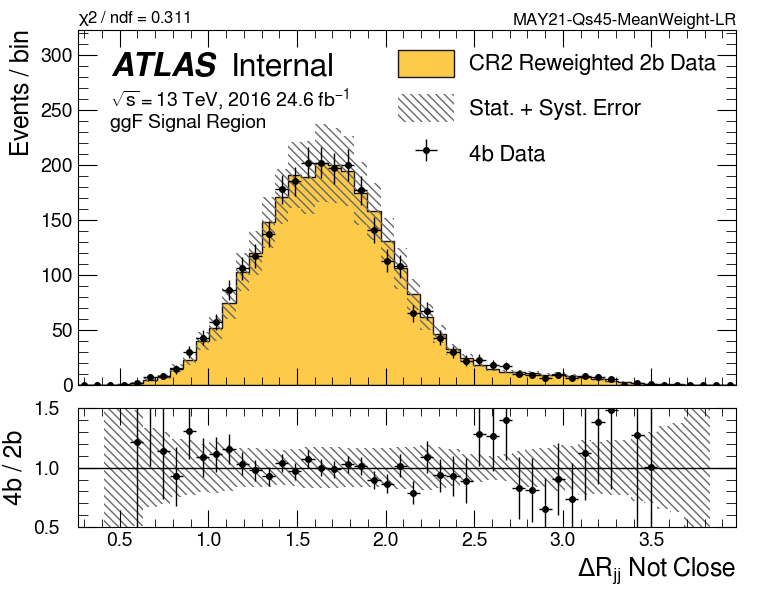 χ2 / ndf = 0.311
MAY21-Qs45-MeanWeight-LR
Events / bin
300
250
200
150
100
50
0
ATLAS Internal
√s = 13 TeV, 2016 24.6 fb⁻¹
ggF Signal Region
CR2 Reweighted 2b Data
Stat. + Syst. Error
4b Data
4b / 2b
1.5
1.0
0.5
0.5 1.0 1.5 2.0 2.5 3.0 3.5
ΔRjj Not Close